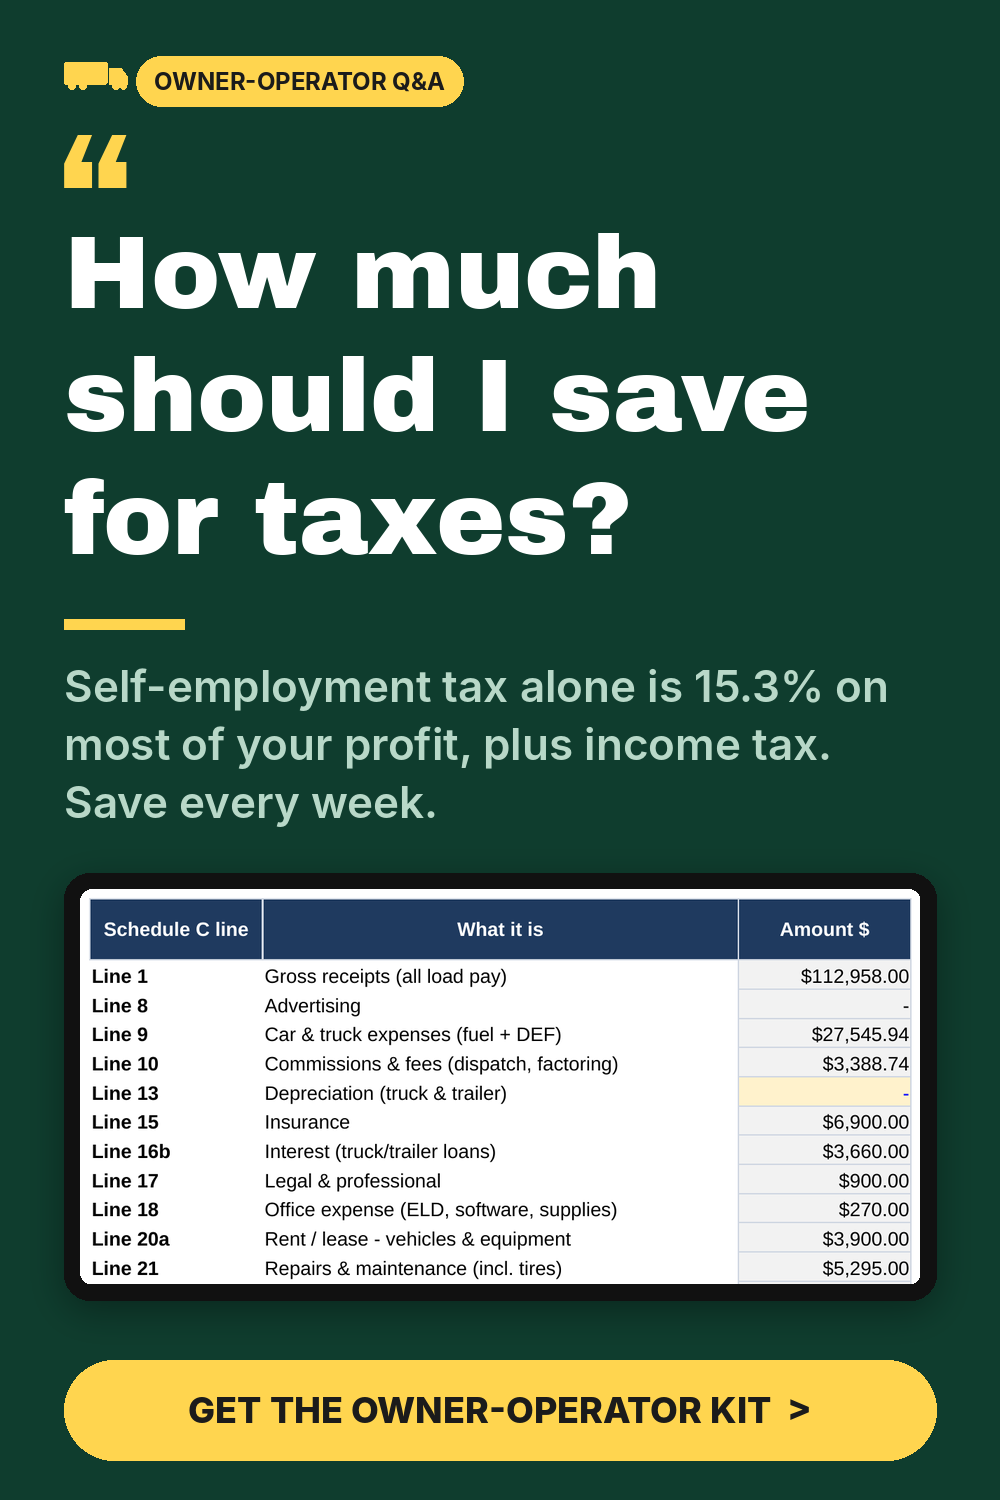 OWNER-OPERATOR Q&A
“
How much
should I save
for taxes?
Self-employment tax alone is 15.3% on
most of your profit, plus income tax.
Save every week.
Schedule C line What it is Amount $
Line 1 Gross receipts (all load pay) $112,958.00
Line 8 Advertising -
Line 9 Car & truck expenses (fuel + DEF) $27,545.94
Line 10 Commissions & fees (dispatch, factoring) $3,388.74
Line 13 Depreciation (truck & trailer) -
Line 15 Insurance $6,900.00
Line 16b Interest (truck/trailer loans) $3,660.00
Line 17 Legal & professional $900.00
Line 18 Office expense (ELD, software, supplies) $270.00
Line 20a Rent / lease - vehicles & equipment $3,900.00
Line 21 Repairs & maintenance (incl. tires) $5,295.00
GET THE OWNER-OPERATOR KIT >